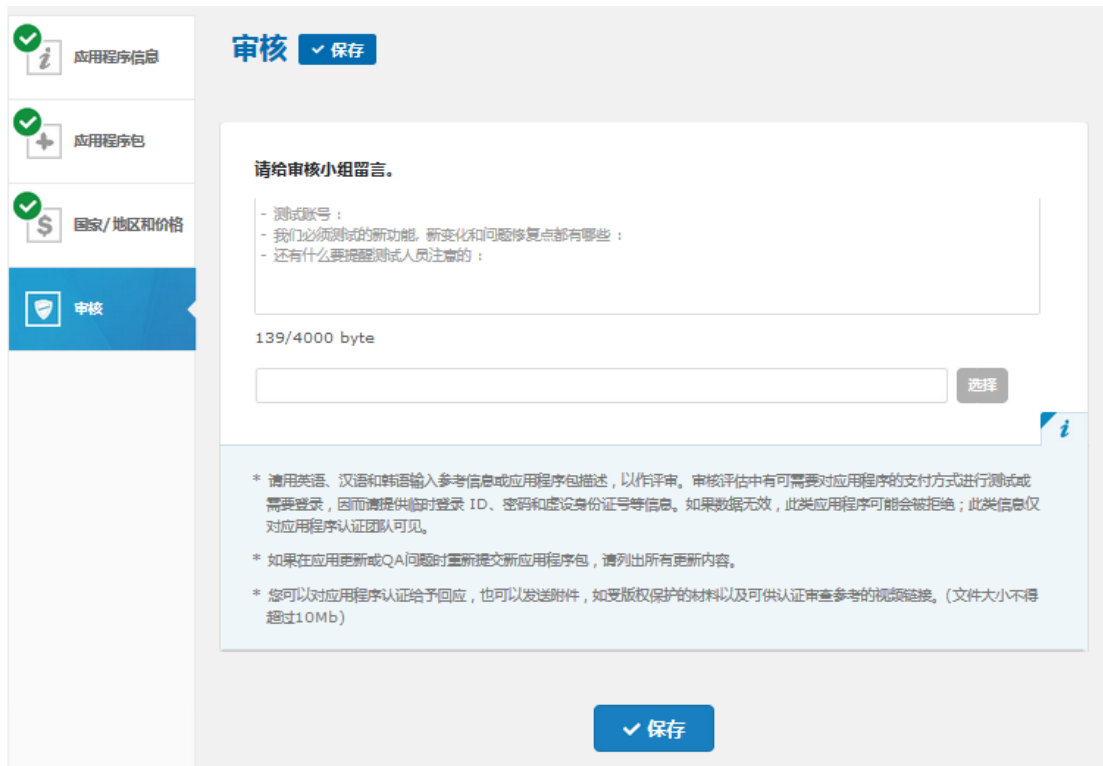 应用程序信息
应用程序包
国家/地区和价格
审核
审核 保存
请给审核小组留言。
- 测试账号：
- 我们必须测试的新功能, 新变化和问题修复点都有哪些：
- 还有什么要提醒测试人员注意的：
139/4000 byte
选择
* 请用英语、汉语和韩语输入参考信息或应用程序包描述，以作评审。审核评估中有可需要对应用程序的支付方式进行测试或
需要登录，因而请提供临时登录 ID、密码和虚设身份证号等信息。如果数据无效，此类应用程序可能会被拒绝；此类信息仅
对应用程序认证团队可见。
* 如果在应用更新或QA问题时重新提交新应用程序包，请列出所有更新内容。
* 您可以对应用程序认证给予回应，也可以发送附件，如受版权保护的材料以及可供认证审查参考的视频链接。(文件大小不得
超过10Mb)
保存